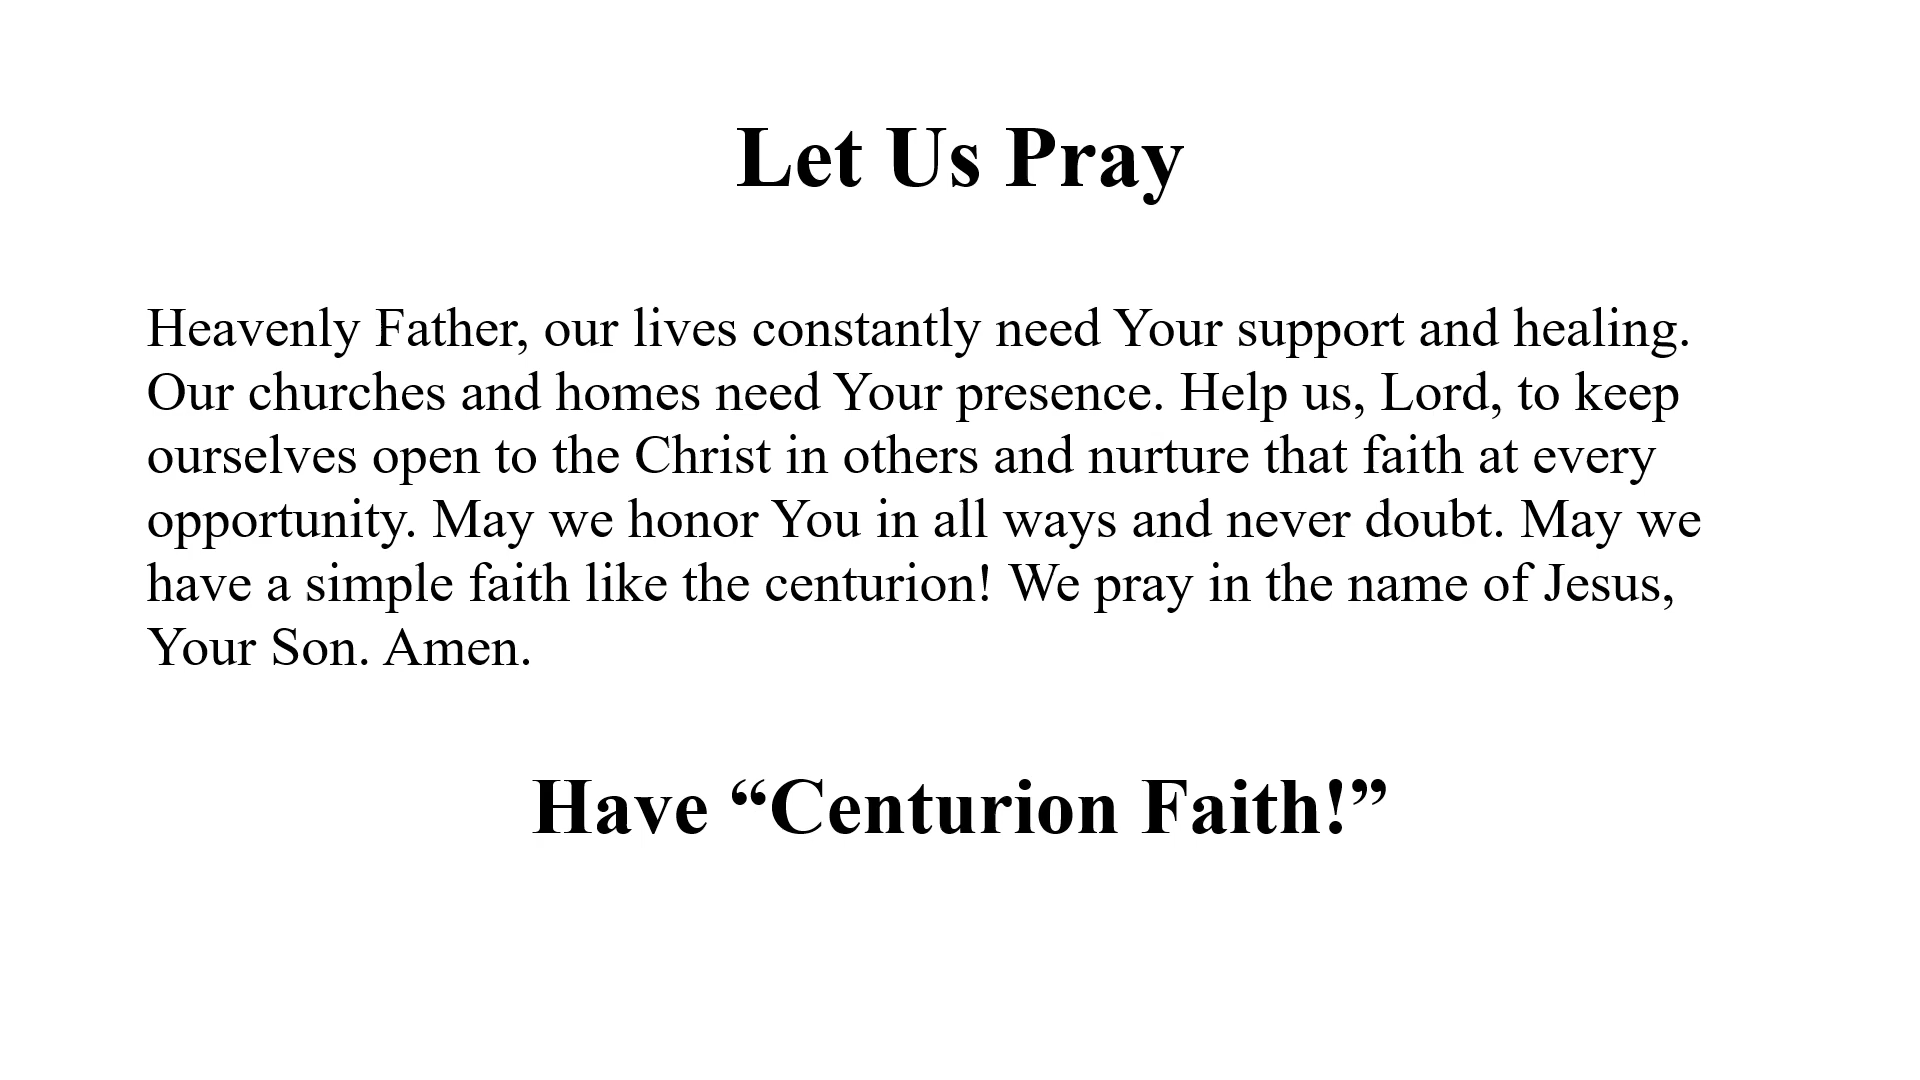 Let Us Pray
Heavenly Father, our lives constantly need Your support and healing.
Our churches and homes need Your presence. Help us, Lord, to keep
ourselves open to the Christ in others and nurture that faith at every
opportunity. May we honor You in all ways and never doubt. May we
have a simple faith like the centurion! We pray in the name of Jesus,
Your Son. Amen.
Have “Centurion Faith!”